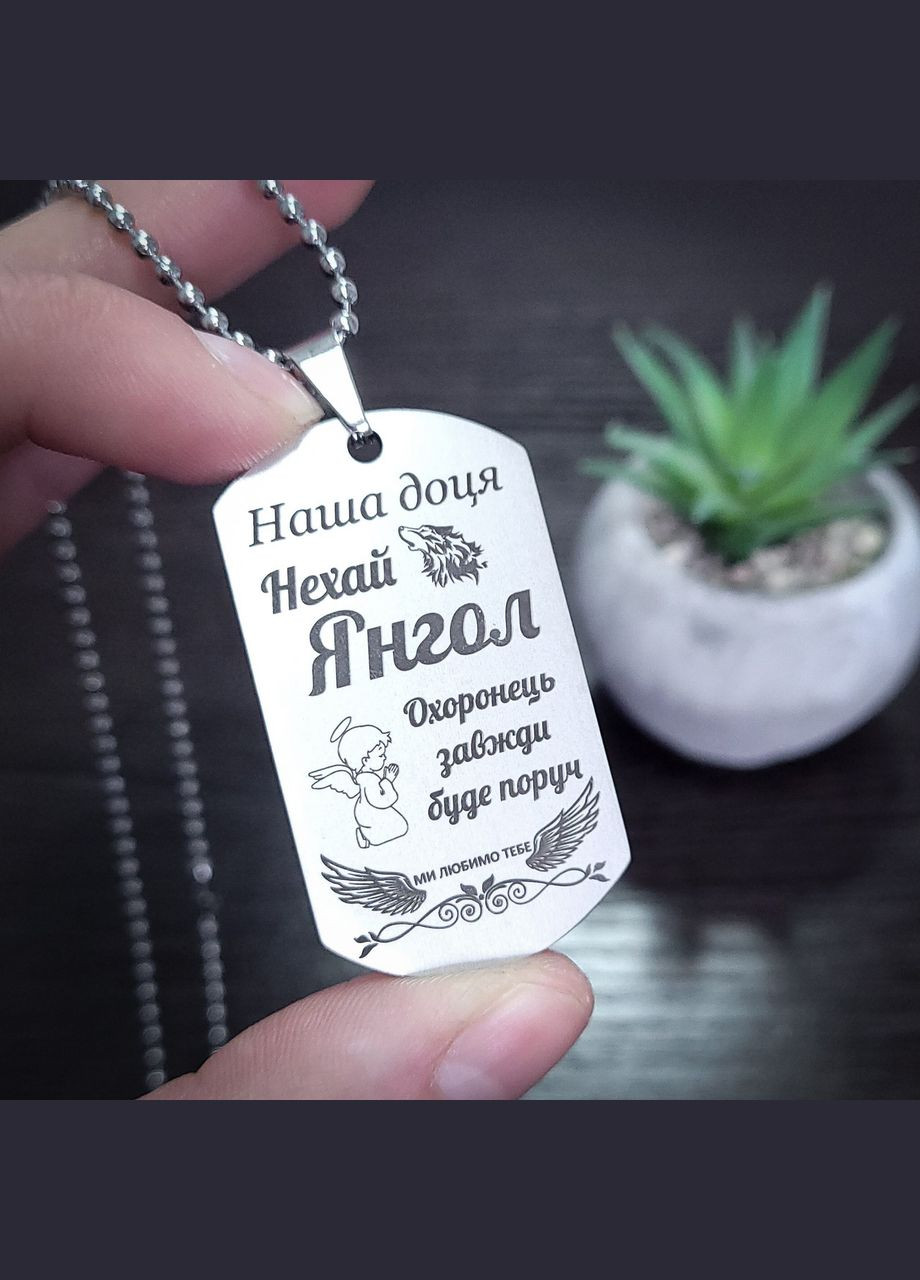 Наша доця
Нехай
Янгол
Охоронець
завжди
буде поруч
МИ ЛЮБИМО ТЕБЕ